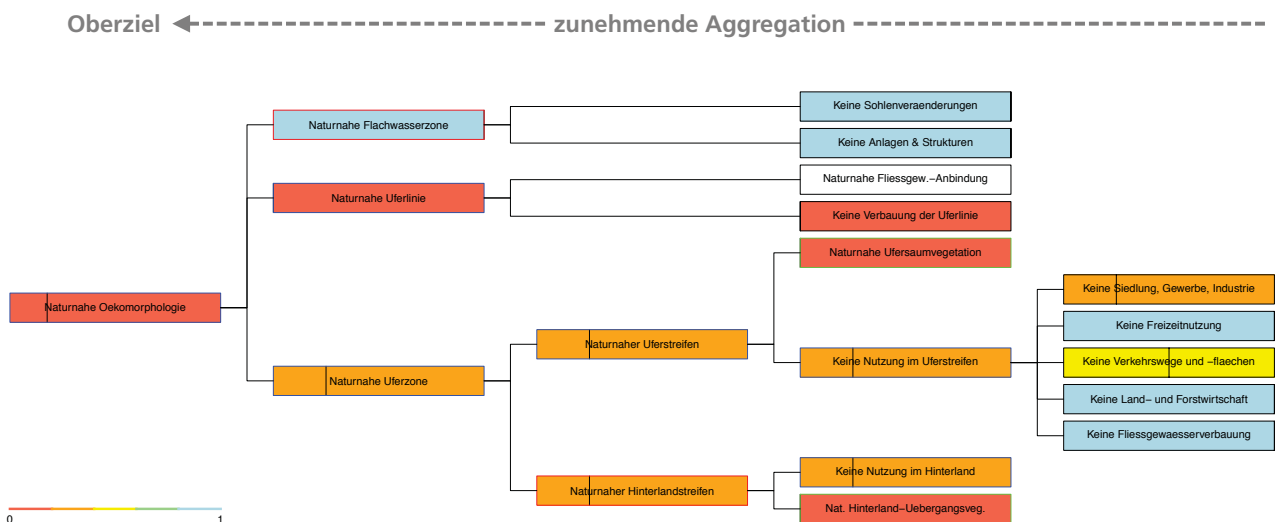 Oberziel zunehmende Aggregation
Keine Sohlenveraenderungen
Naturnahe Flachwasserzone
Keine Anlagen & Strukturen
Naturnahe Fliessgew.−Anbindung
Naturnahe Uferlinie
Keine Verbauung der Uferlinie
Naturnahe Ufersaumvegetation
Keine Siedlung, Gewerbe, Industrie
Naturnahe Oekomorphologie
Keine Freizeitnutzung
Naturnaher Uferstreifen
Keine Nutzung im Uferstreifen
Keine Verkehrswege und −flaechen
Naturnahe Uferzone
Keine Land− und Forstwirtschaft
Keine Fliessgewaesserverbauung
Keine Nutzung im Hinterland
Naturnaher Hinterlandstreifen
Nat. Hinterland−Uebergangsveg.
0 1